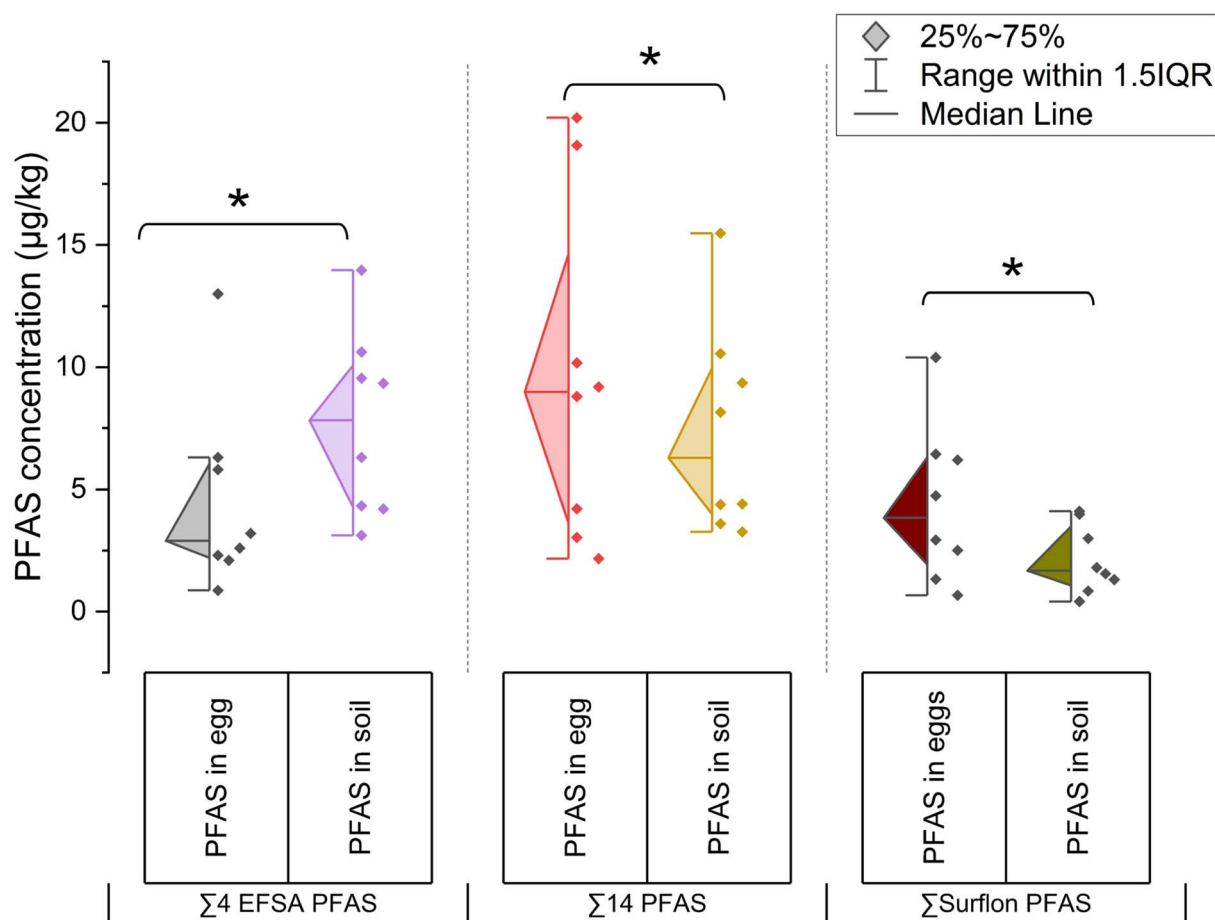 25%~75%
Range within 1.5IQR
Median Line
PFAS concentration (µg/kg)
20
15
10
5
0
*
*
*
PFAS in egg
PFAS in soil
PFAS in egg
PFAS in soil
PFAS in eggs
PFAS in soil
∑4 EFSA PFAS
∑14 PFAS
∑Surflon PFAS